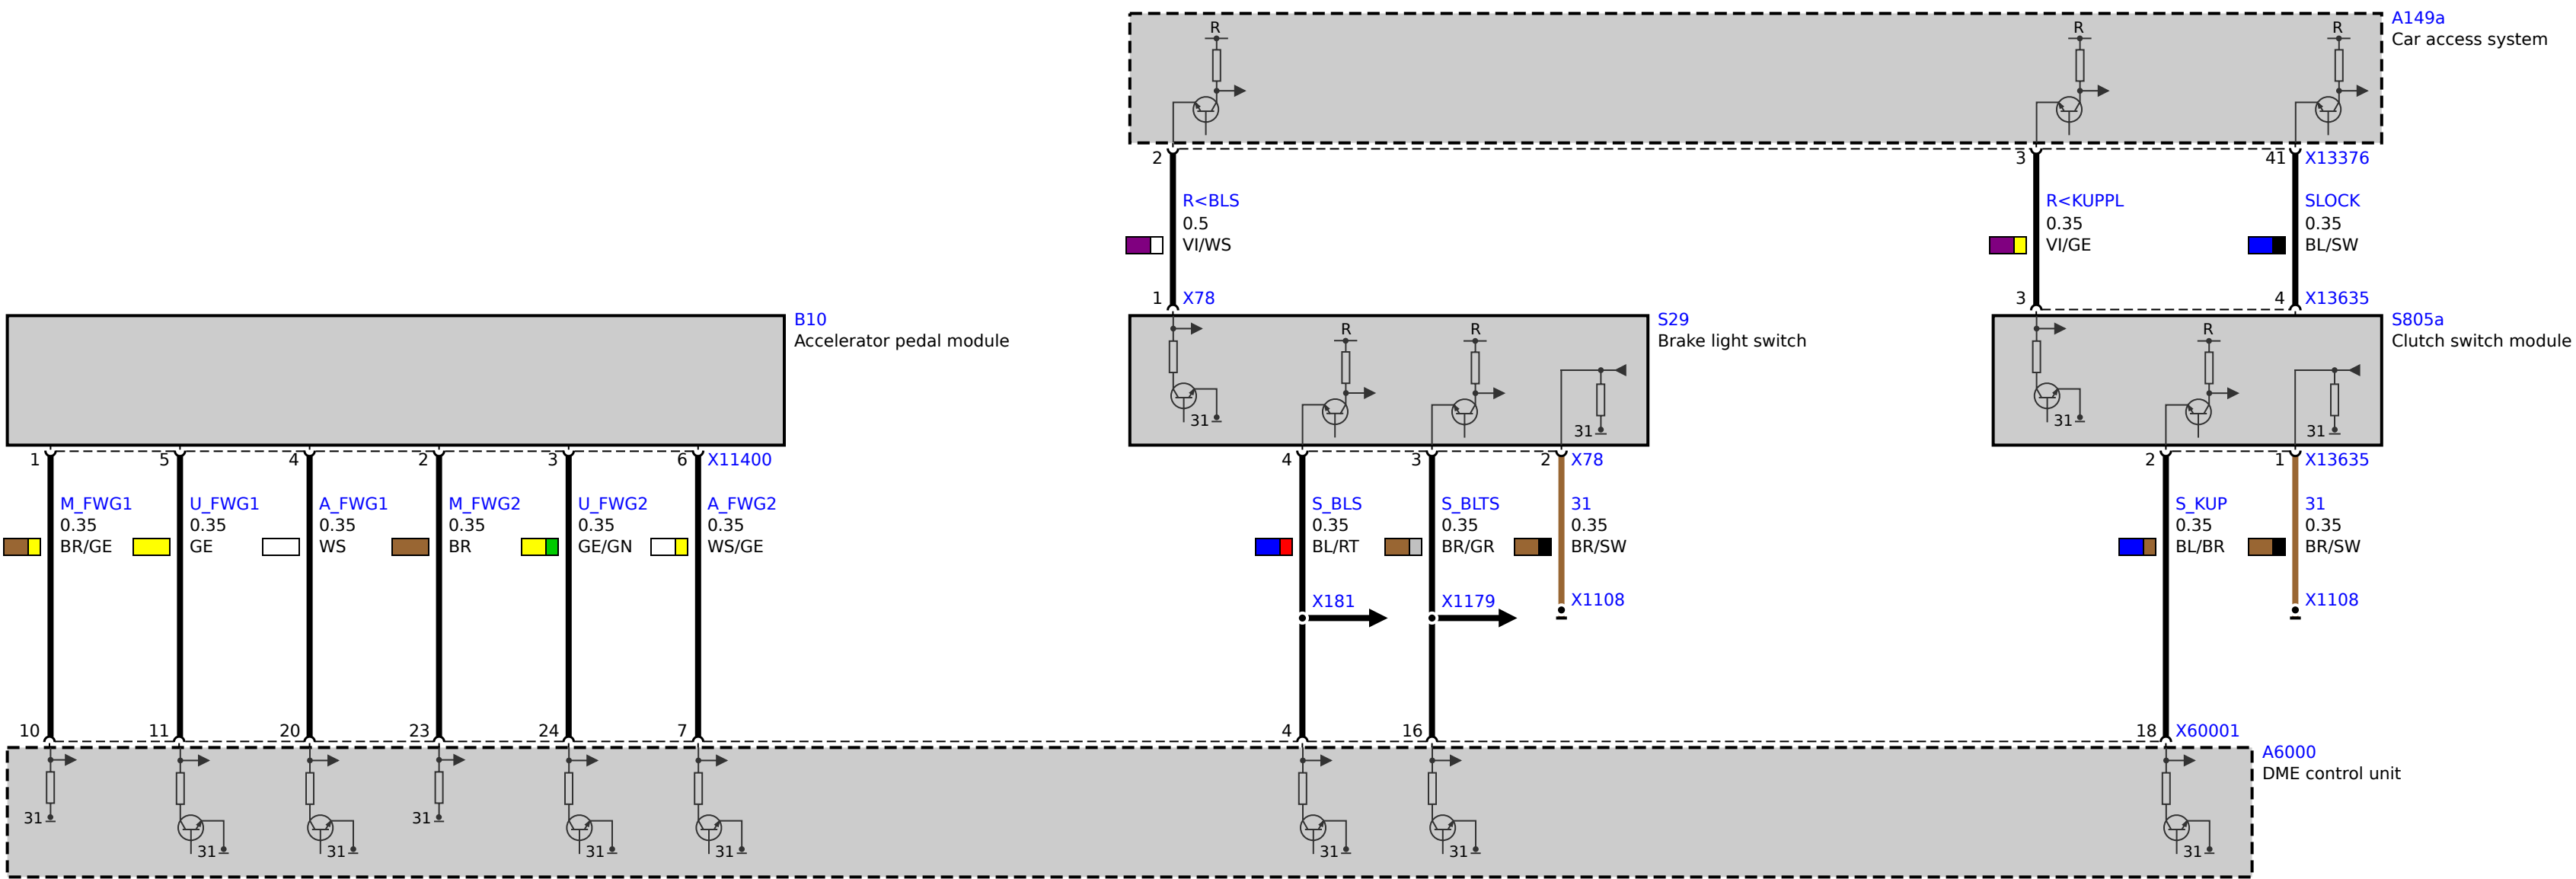 R
R
R
A149a
Car access system
2
3
41
X13376
R<BLS
0.5
VI/WS
R<KUPPL
0.35
VI/GE
SLOCK
0.35
BL/SW
1
X78
3
4
X13635
B10
Accelerator pedal module
R
R
31
31
S29
Brake light switch
R
31
31
S805a
Clutch switch module
1
5
4
2
3
6
X11400
4
3
2
X78
2
1
X13635
M_FWG1
0.35
BR/GE
U_FWG1
0.35
GE
A_FWG1
0.35
WS
M_FWG2
0.35
BR
U_FWG2
0.35
GE/GN
A_FWG2
0.35
WS/GE
S_BLS
0.35
BL/RT
S_BLTS
0.35
BR/GR
31
0.35
BR/SW
S_KUP
0.35
BL/BR
31
0.35
BR/SW
X181
X1179
X1108
X1108
10
11
20
23
24
7
4
16
18
X60001
A6000
DME control unit
31
31
31
31
31
31
31
31
31